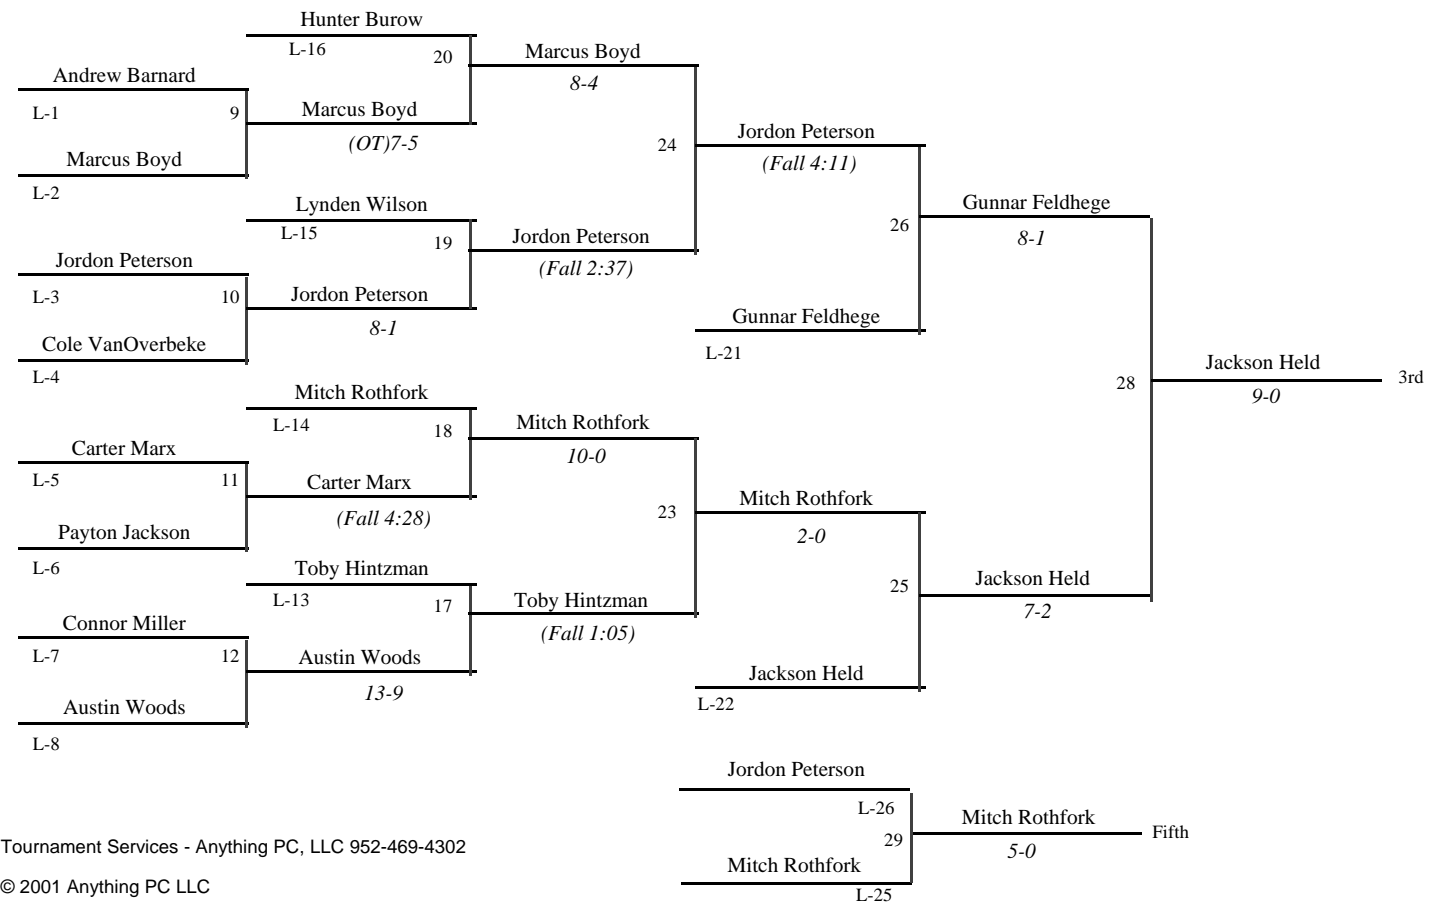 Hunter Burow
L-16
20
Marcus Boyd
8-4
Andrew Barnard
L-1
9
Marcus Boyd
(OT)7-5
Marcus Boyd
L-2
24
Jordon Peterson
(Fall 4:11)
Lynden Wilson
L-15
19
Jordon Peterson
(Fall 2:37)
Jordon Peterson
L-3
10
Jordon Peterson
8-1
Cole VanOverbeke
L-4
26
Gunnar Feldhege
8-1
Gunnar Feldhege
L-21
28
Jackson Held
9-0
3rd
Mitch Rothfork
L-14
18
Mitch Rothfork
10-0
Carter Marx
L-5
11
Carter Marx
(Fall 4:28)
Payton Jackson
L-6
23
Mitch Rothfork
2-0
Toby Hintzman
L-13
17
Toby Hintzman
(Fall 1:05)
Connor Miller
L-7
12
Austin Woods
13-9
Austin Woods
L-8
25
Jackson Held
7-2
Jackson Held
L-22
Jordon Peterson
L-26
29
Mitch Rothfork
5-0
Fifth
Mitch Rothfork
L-25
Tournament Services - Anything PC, LLC 952-469-4302
© 2001 Anything PC LLC